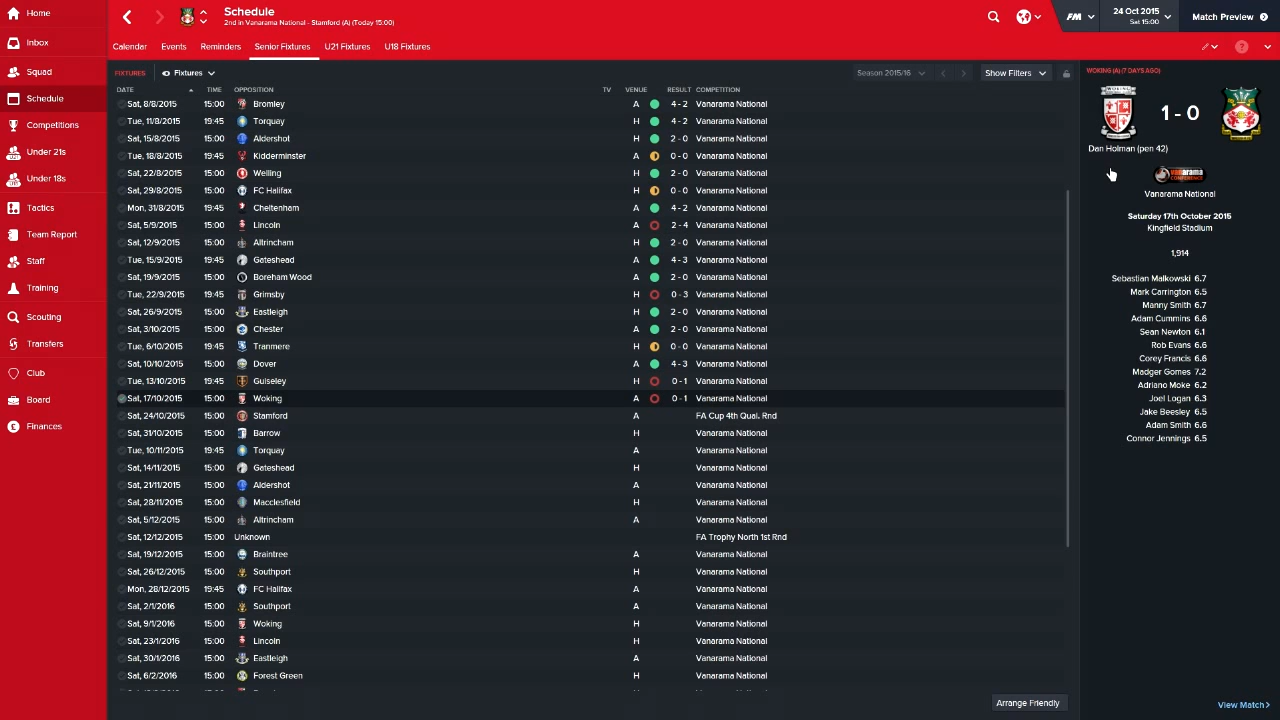 Home
Schedule
2nd in Vanarama National - Stamford (A) (Today 15:00)
FM
24 Oct 2015
Sat 15:00
Match Preview
Inbox
Calendar Events Reminders Senior Fixtures U21 Fixtures U18 Fixtures
Squad
Schedule
Competitions
Under 21s
Under 18s
Tactics
Team Report
Staff
Training
Scouting
Transfers
Club
Board
Finances
FIXTURES Fixtures Season 2015/16 Show Filters
DATE TIME OPPOSITION TV VENUE RESULT COMPETITION
Sat, 8/8/2015 15:00 Bromley A 4 - 2 Vanarama National
Tue, 11/8/2015 19:45 Torquay H 4 - 2 Vanarama National
Sat, 15/8/2015 15:00 Aldershot H 2 - 0 Vanarama National
Tue, 18/8/2015 19:45 Kidderminster A 0 - 0 Vanarama National
Sat, 22/8/2015 15:00 Welling H 2 - 0 Vanarama National
Sat, 29/8/2015 15:00 FC Halifax H 0 - 0 Vanarama National
Mon, 31/8/2015 19:45 Cheltenham A 4 - 2 Vanarama National
Sat, 5/9/2015 15:00 Lincoln A 2 - 4 Vanarama National
Sat, 12/9/2015 15:00 Altrincham H 2 - 0 Vanarama National
Tue, 15/9/2015 19:45 Gateshead A 4 - 3 Vanarama National
Sat, 19/9/2015 15:00 Boreham Wood A 2 - 0 Vanarama National
Tue, 22/9/2015 19:45 Grimsby H 0 - 3 Vanarama National
Sat, 26/9/2015 15:00 Eastleigh H 2 - 0 Vanarama National
Sat, 3/10/2015 15:00 Chester A 2 - 0 Vanarama National
Tue, 6/10/2015 19:45 Tranmere H 0 - 0 Vanarama National
Sat, 10/10/2015 15:00 Dover A 4 - 3 Vanarama National
Tue, 13/10/2015 19:45 Guiseley H 0 - 1 Vanarama National
Sat, 17/10/2015 15:00 Woking A 0 - 1 Vanarama National
Sat, 24/10/2015 15:00 Stamford A FA Cup 4th Qual. Rnd
Sat, 31/10/2015 15:00 Barrow H Vanarama National
Tue, 10/11/2015 19:45 Torquay A Vanarama National
Sat, 14/11/2015 15:00 Gateshead H Vanarama National
Sat, 21/11/2015 15:00 Aldershot A Vanarama National
Sat, 28/11/2015 15:00 Macclesfield H Vanarama National
Sat, 5/12/2015 15:00 Altrincham A Vanarama National
Sat, 12/12/2015 15:00 Unknown FA Trophy North 1st Rnd
Sat, 19/12/2015 15:00 Braintree A Vanarama National
Sat, 26/12/2015 15:00 Southport H Vanarama National
Mon, 28/12/2015 19:45 FC Halifax A Vanarama National
Sat, 2/1/2016 15:00 Southport A Vanarama National
Sat, 9/1/2016 15:00 Woking H Vanarama National
Sat, 23/1/2016 15:00 Lincoln H Vanarama National
Sat, 30/1/2016 15:00 Eastleigh A Vanarama National
Sat, 6/2/2016 15:00 Forest Green H Vanarama National
Arrange Friendly
WOKING (A) (7 DAYS AGO)
1 - 0
Dan Holman (pen 42)
Vanarama National
Saturday 17th October 2015
Kingfield Stadium
1,914
Sebastian Malkowski 6.7
Mark Carrington 6.5
Manny Smith 6.7
Adam Cummins 6.6
Sean Newton 6.1
Rob Evans 6.6
Corey Francis 6.6
Madger Gomes 7.2
Adriano Moke 6.2
Joel Logan 6.3
Jake Beesley 6.5
Adam Smith 6.6
Connor Jennings 6.5
View Match